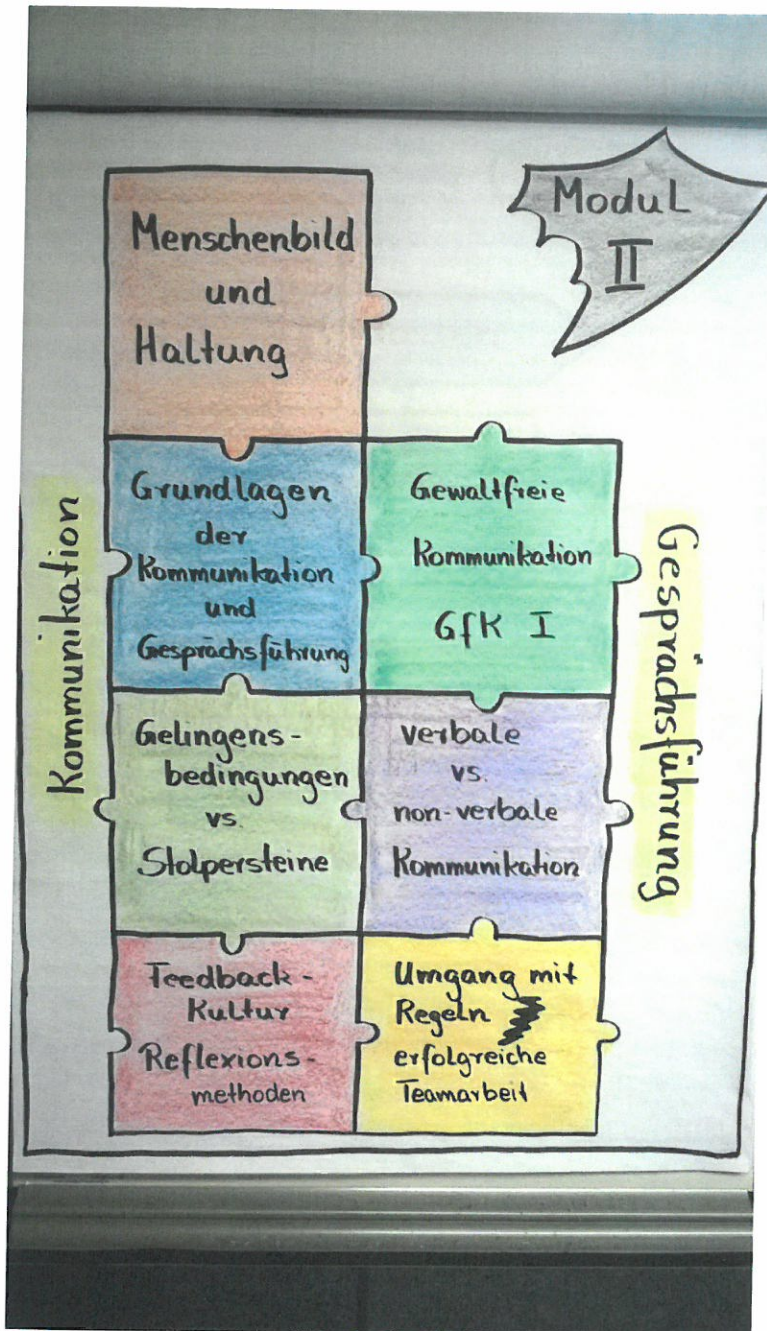 Modul
II
Menschenbild
und
Haltung
Kommunikation
Grundlagen
der
Kommunikation
und
Gesprächsführung
Gewaltfreie
Kommunikation
GfK I
Gesprächsführung
Gelingens-
bedingungen
vs.
Stolpersteine
verbale
vs.
non-verbale
Kommunikation
Feedback-
Kultur
Reflexions-
methoden
Umgang mit
Regeln
erfolgreiche
Teamarbeit